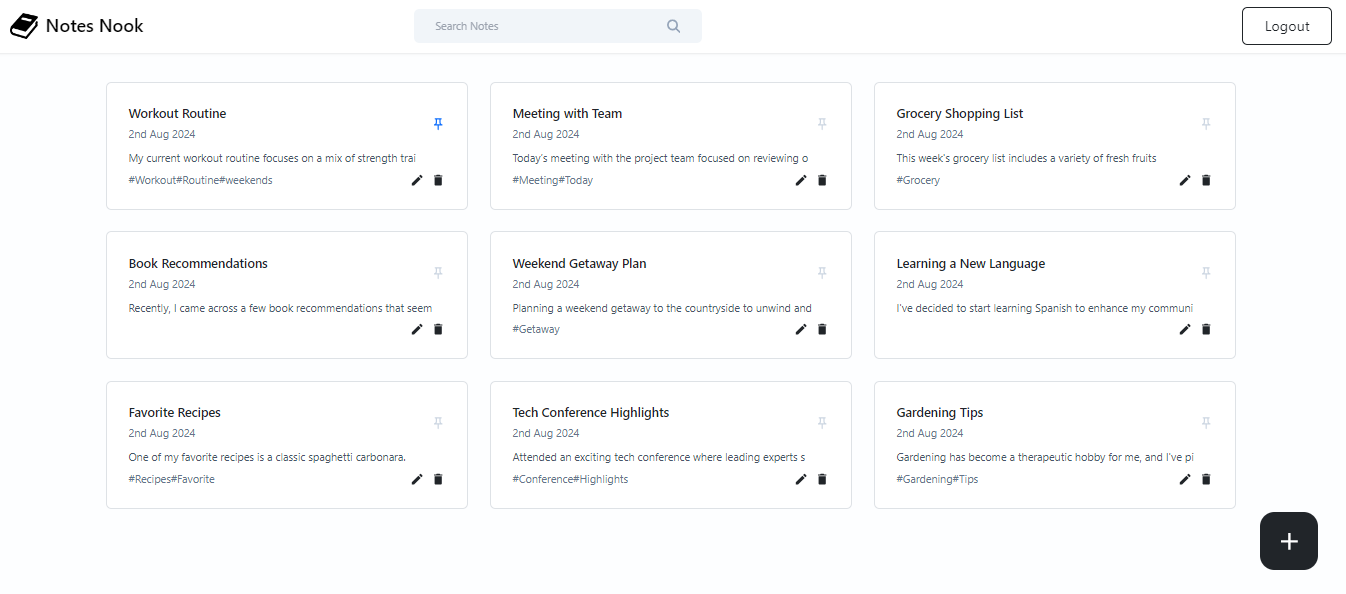 Notes Nook
Search Notes
Logout
Workout Routine
2nd Aug 2024
My current workout routine focuses on a mix of strength trai
#Workout#Routine#weekends
Meeting with Team
2nd Aug 2024
Today's meeting with the project team focused on reviewing o
#Meeting#Today
Grocery Shopping List
2nd Aug 2024
This week's grocery list includes a variety of fresh fruits
#Grocery
Book Recommendations
2nd Aug 2024
Recently, I came across a few book recommendations that seem
Weekend Getaway Plan
2nd Aug 2024
Planning a weekend getaway to the countryside to unwind and
#Getaway
Learning a New Language
2nd Aug 2024
I've decided to start learning Spanish to enhance my communi
Favorite Recipes
2nd Aug 2024
One of my favorite recipes is a classic spaghetti carbonara.
#Recipes#Favorite
Tech Conference Highlights
2nd Aug 2024
Attended an exciting tech conference where leading experts s
#Conference#Highlights
Gardening Tips
2nd Aug 2024
Gardening has become a therapeutic hobby for me, and I've pi
#Gardening#Tips